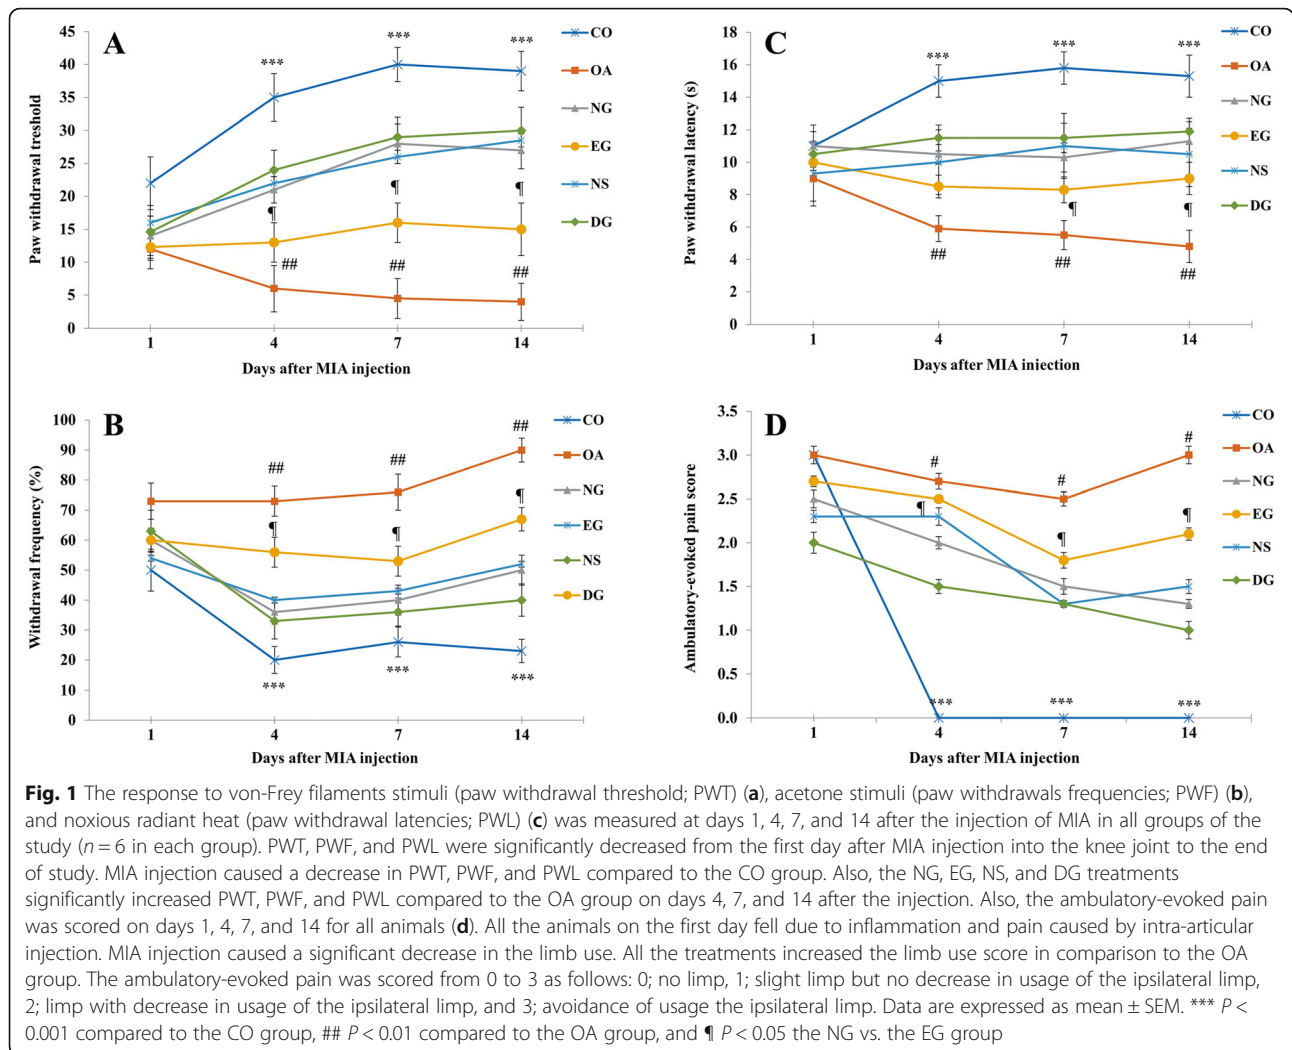 A
45
40
35
30
25
20
15
10
5
0
Paw withdrawal treshold
***
***
***
¶
¶
¶
##
##
##
1
4
7
14
Days after MIA injection
CO
OA
NG
EG
NS
DG
C
18
16
14
12
10
8
6
4
2
0
Paw withdrawal latency (s)
***
***
***
¶
¶
##
##
##
1
4
7
14
Days after MIA injection
CO
OA
NG
EG
NS
DG
B
100
90
80
70
60
50
40
30
20
10
0
Withdrawal frequency (%)
##
##
##
¶
¶
¶
***
***
***
1
4
7
14
Days after MIA injection
CO
OA
NG
EG
NS
DG
D
3.5
3.0
2.5
2.0
1.5
1.0
0.5
0.0
Ambulatory-evoked pain score
#
#
#
¶
¶
¶
***
***
***
1
4
7
14
Days after MIA injection
CO
OA
NG
EG
NS
DG
Fig. 1 The response to von-Frey filaments stimuli (paw withdrawal threshold; PWT) (a), acetone stimuli (paw withdrawals frequencies; PWF) (b),
and noxious radiant heat (paw withdrawal latencies; PWL) (c) was measured at days 1, 4, 7, and 14 after the injection of MIA in all groups of the
study (n = 6 in each group). PWT, PWF, and PWL were significantly decreased from the first day after MIA injection into the knee joint to the end
of study. MIA injection caused a decrease in PWT, PWF, and PWL compared to the CO group. Also, the NG, EG, NS, and DG treatments
significantly increased PWT, PWF, and PWL compared to the OA group on days 4, 7, and 14 after the injection. Also, the ambulatory-evoked pain
was scored on days 1, 4, 7, and 14 for all animals (d). All the animals on the first day fell due to inflammation and pain caused by intra-articular
injection. MIA injection caused a significant decrease in the limb use. All the treatments increased the limb use score in comparison to the OA
group. The ambulatory-evoked pain was scored from 0 to 3 as follows: 0; no limp, 1; slight limp but no decrease in usage of the ipsilateral limp,
2; limp with decrease in usage of the ipsilateral limp, and 3; avoidance of usage the ipsilateral limp. Data are expressed as mean ± SEM. *** P <
0.001 compared to the CO group, ## P < 0.01 compared to the OA group, and ¶ P < 0.05 the NG vs. the EG group